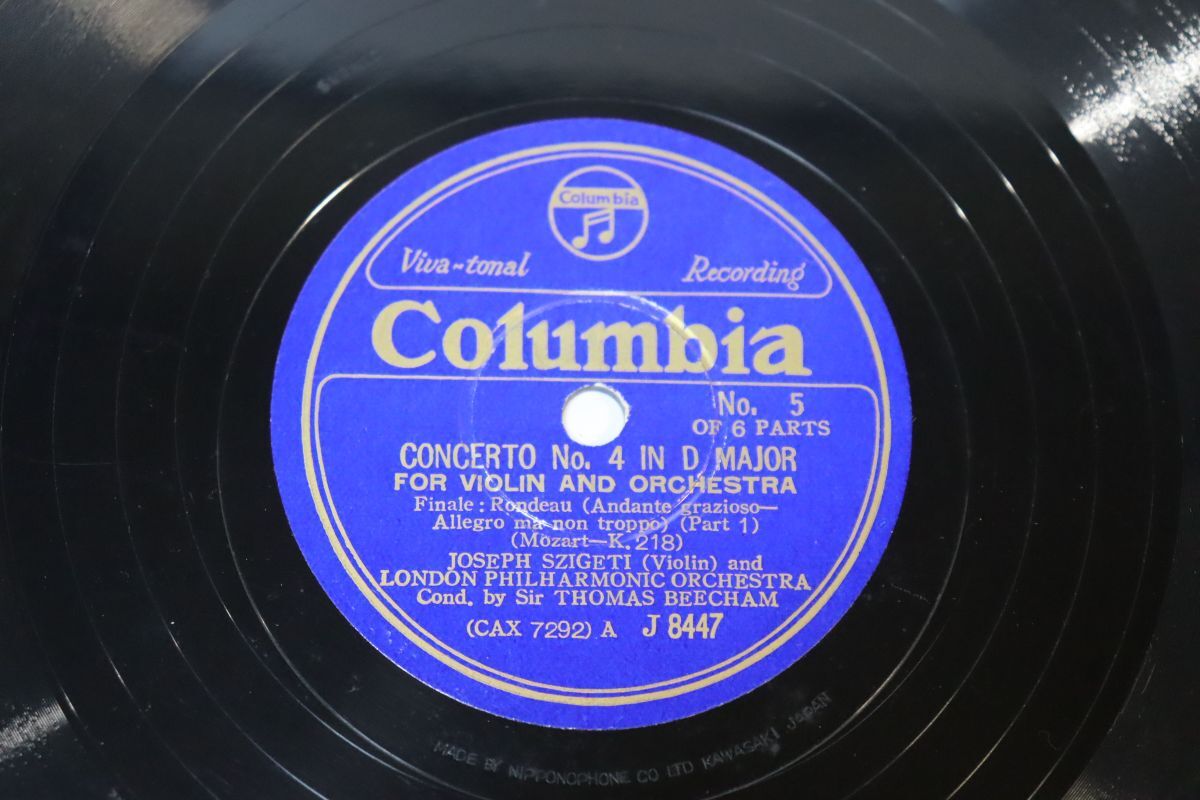 Columbia
Viva-tonal Recording
Columbia
No. 5
OF 6 PARTS
CONCERTO No. 4 IN D MAJOR
FOR VIOLIN AND ORCHESTRA
Finale: Rondeau (Andante grazioso—
Allegro ma non troppo) (Part 1)
(Mozart—K. 218)
JOSEPH SZIGETI (Violin) and
LONDON PHILHARMONIC ORCHESTRA
Cond. by Sir THOMAS BEECHAM
(CAX 7292) A J 8447
MADE BY NIPPONOPHONE CO LTD KAWASAKI JAPAN